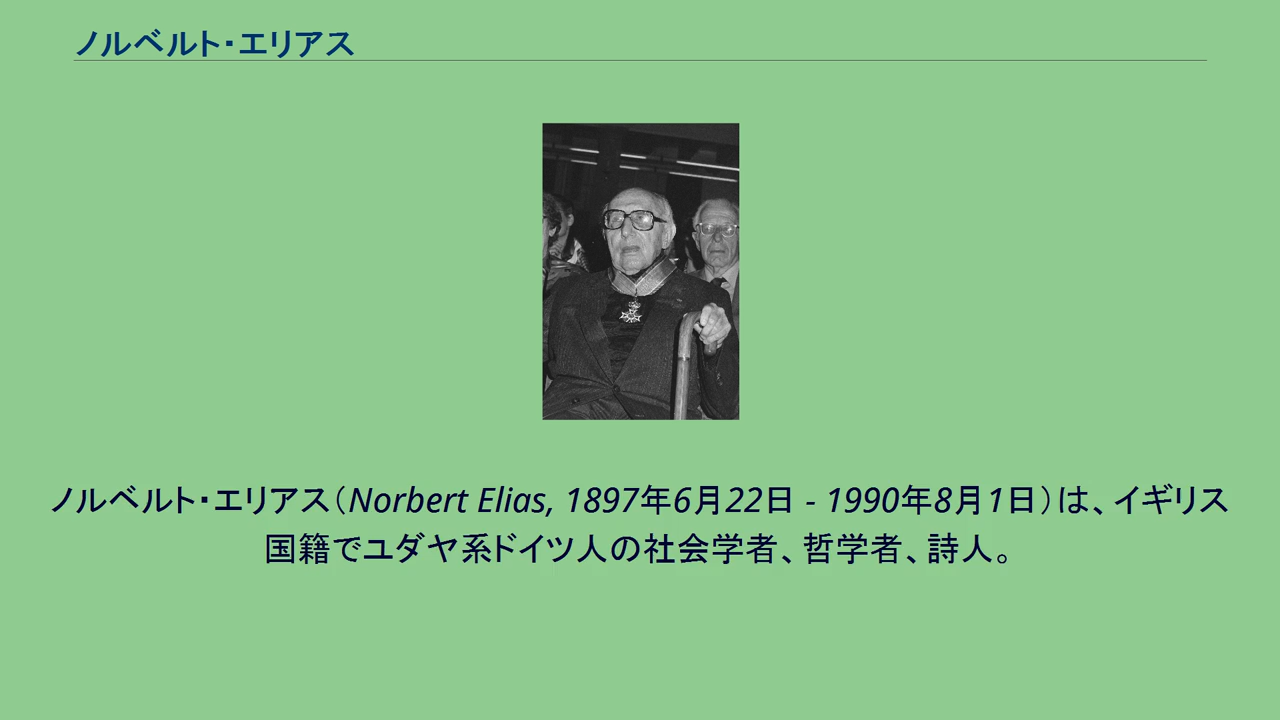 ノルベルト・エリアス
ノルベルト・エリアス（Norbert Elias, 1897年6月22日 - 1990年8月1日）は、イギリス
国籍でユダヤ系ドイツ人の社会学者、哲学者、詩人。